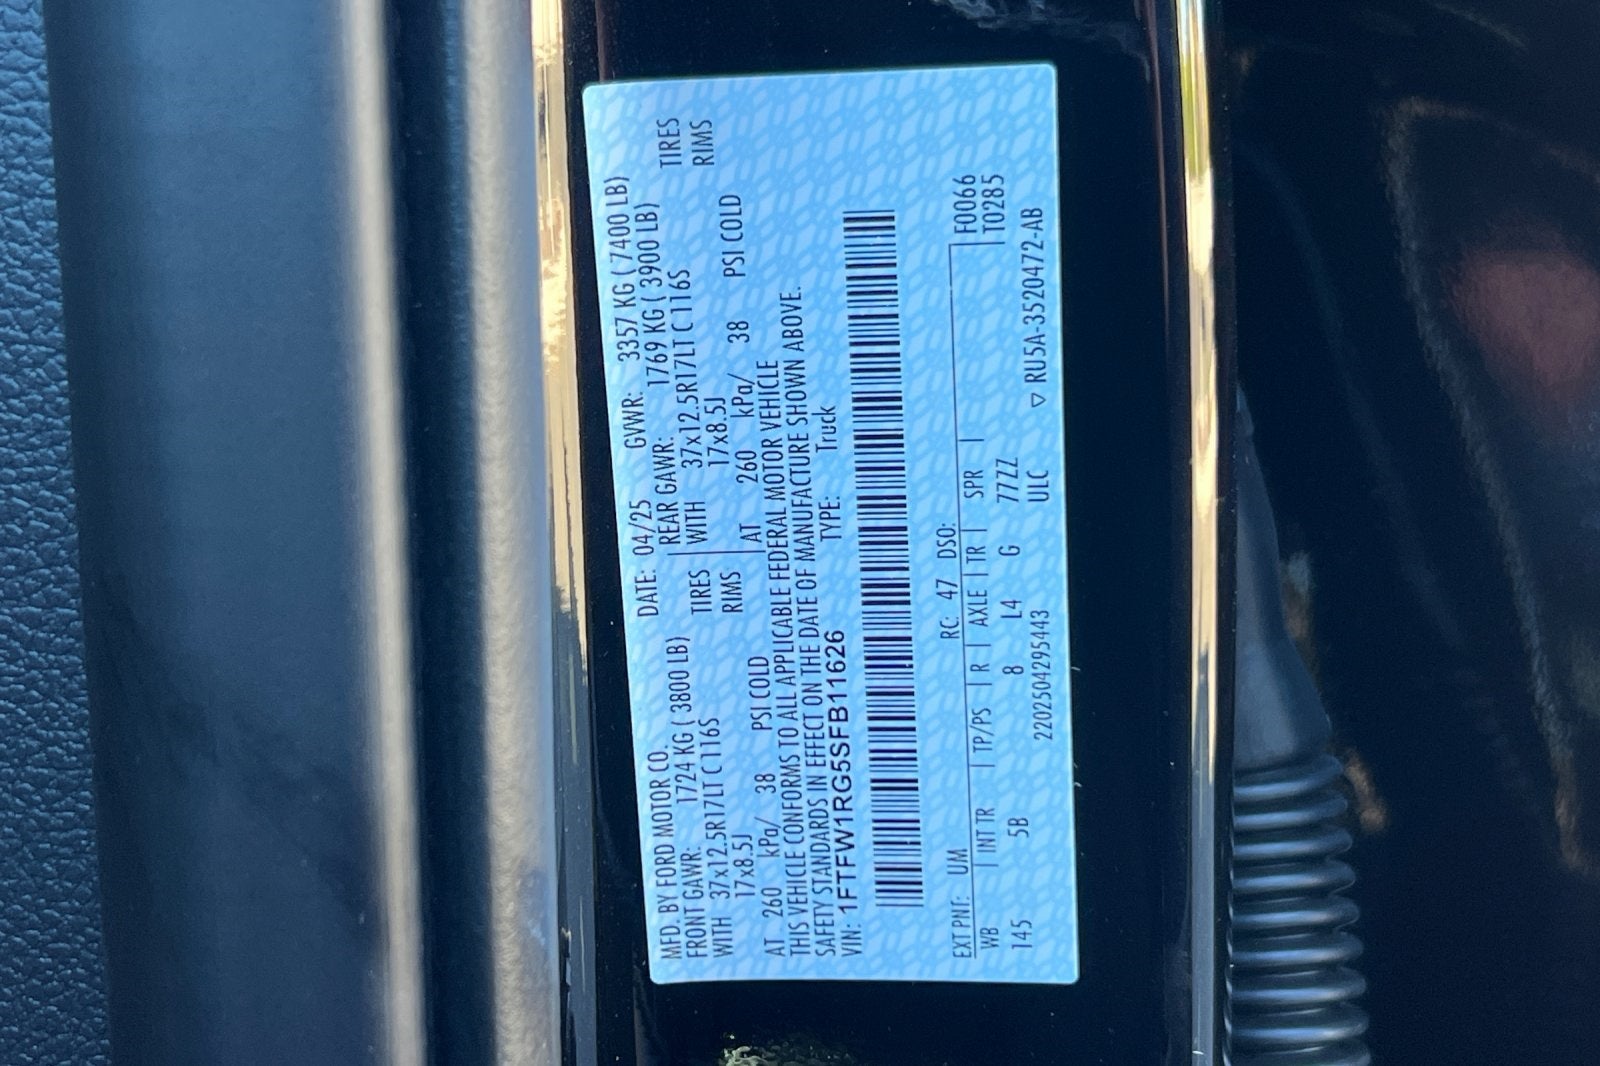 MFD. BY FORD MOTOR CO. DATE: 04/25 GVWR: 3357 KG ( 7400 LB)
FRONT GAWR: 1724 KG ( 3800 LB) REAR GAWR: 1769 KG ( 3900 LB)
WITH 37x12.5R17LT C 116S TIRES WITH 37x12.5R17LT C 116S TIRES
17x8.5J RIMS 17x8.5J RIMS
AT 260 kPa/ 38 PSI COLD AT 260 kPa/ 38 PSI COLD
THIS VEHICLE CONFORMS TO ALL APPLICABLE FEDERAL MOTOR VEHICLE
SAFETY STANDARDS IN EFFECT ON THE DATE OF MANUFACTURE SHOWN ABOVE.
VIN: 1FTFW1RG5SFB11626 TYPE: Truck
EXT PNT: UM RC: 47 DSO: F0066
WB | INT TR | TP/PS | R | AXLE | TR | SPR | T0285
145 5B 8 L4 G 77ZZ
2202504295443 ULC ▽ RU5A-3520472-AB